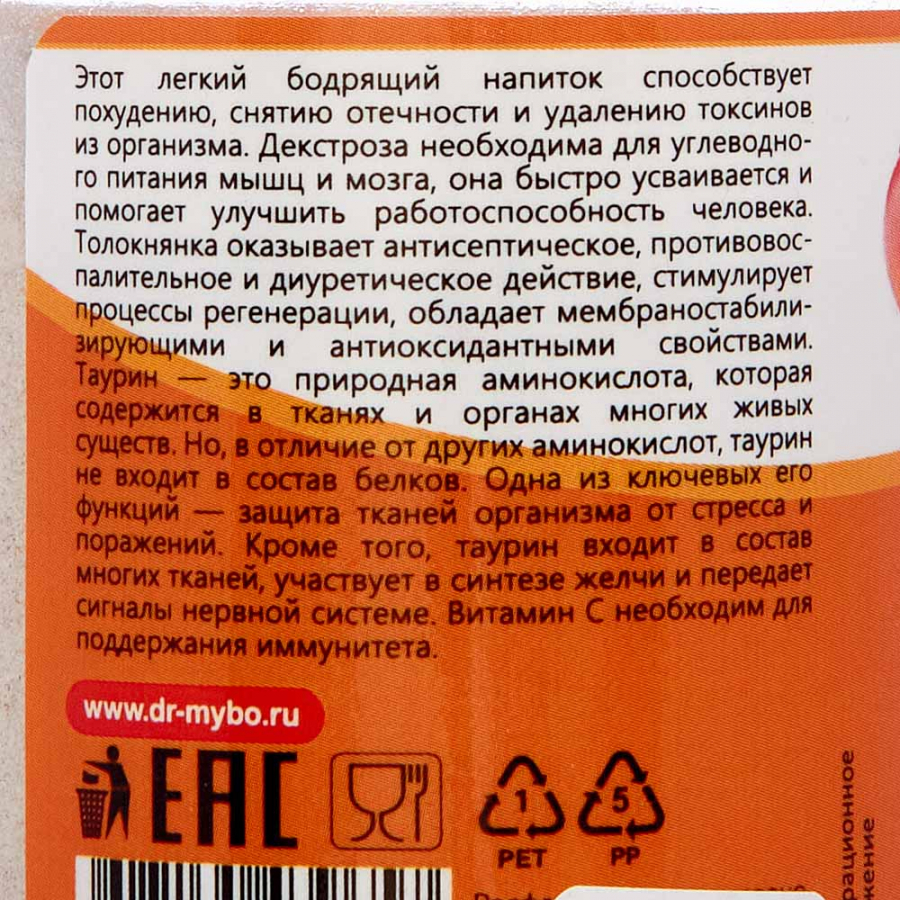 Этот легкий бодрящий напиток способствует
похудению, снятию отечности и удалению токсинов
из организма. Декстроза необходима для углеводно-
го питания мышц и мозга, она быстро усваивается и
помогает улучшить работоспособность человека.
Толокнянка оказывает антисептическое, противовос-
палительное и диуретическое действие, стимулирует
процессы регенерации, обладает мембраностабили-
зирующими и антиоксидантными свойствами.
Таурин — это природная аминокислота, которая
содержится в тканях и органах многих живых
существ. Но, в отличие от других аминокислот, таурин
не входит в состав белков. Одна из ключевых его
функций — защита тканей организма от стресса и
поражений. Кроме того, таурин входит в состав
многих тканей, участвует в синтезе желчи и передает
сигналы нервной системе. Витамин С необходим для
поддержания иммунитета.
www.dr-mybo.ru
EAC
1
PET
5
PP